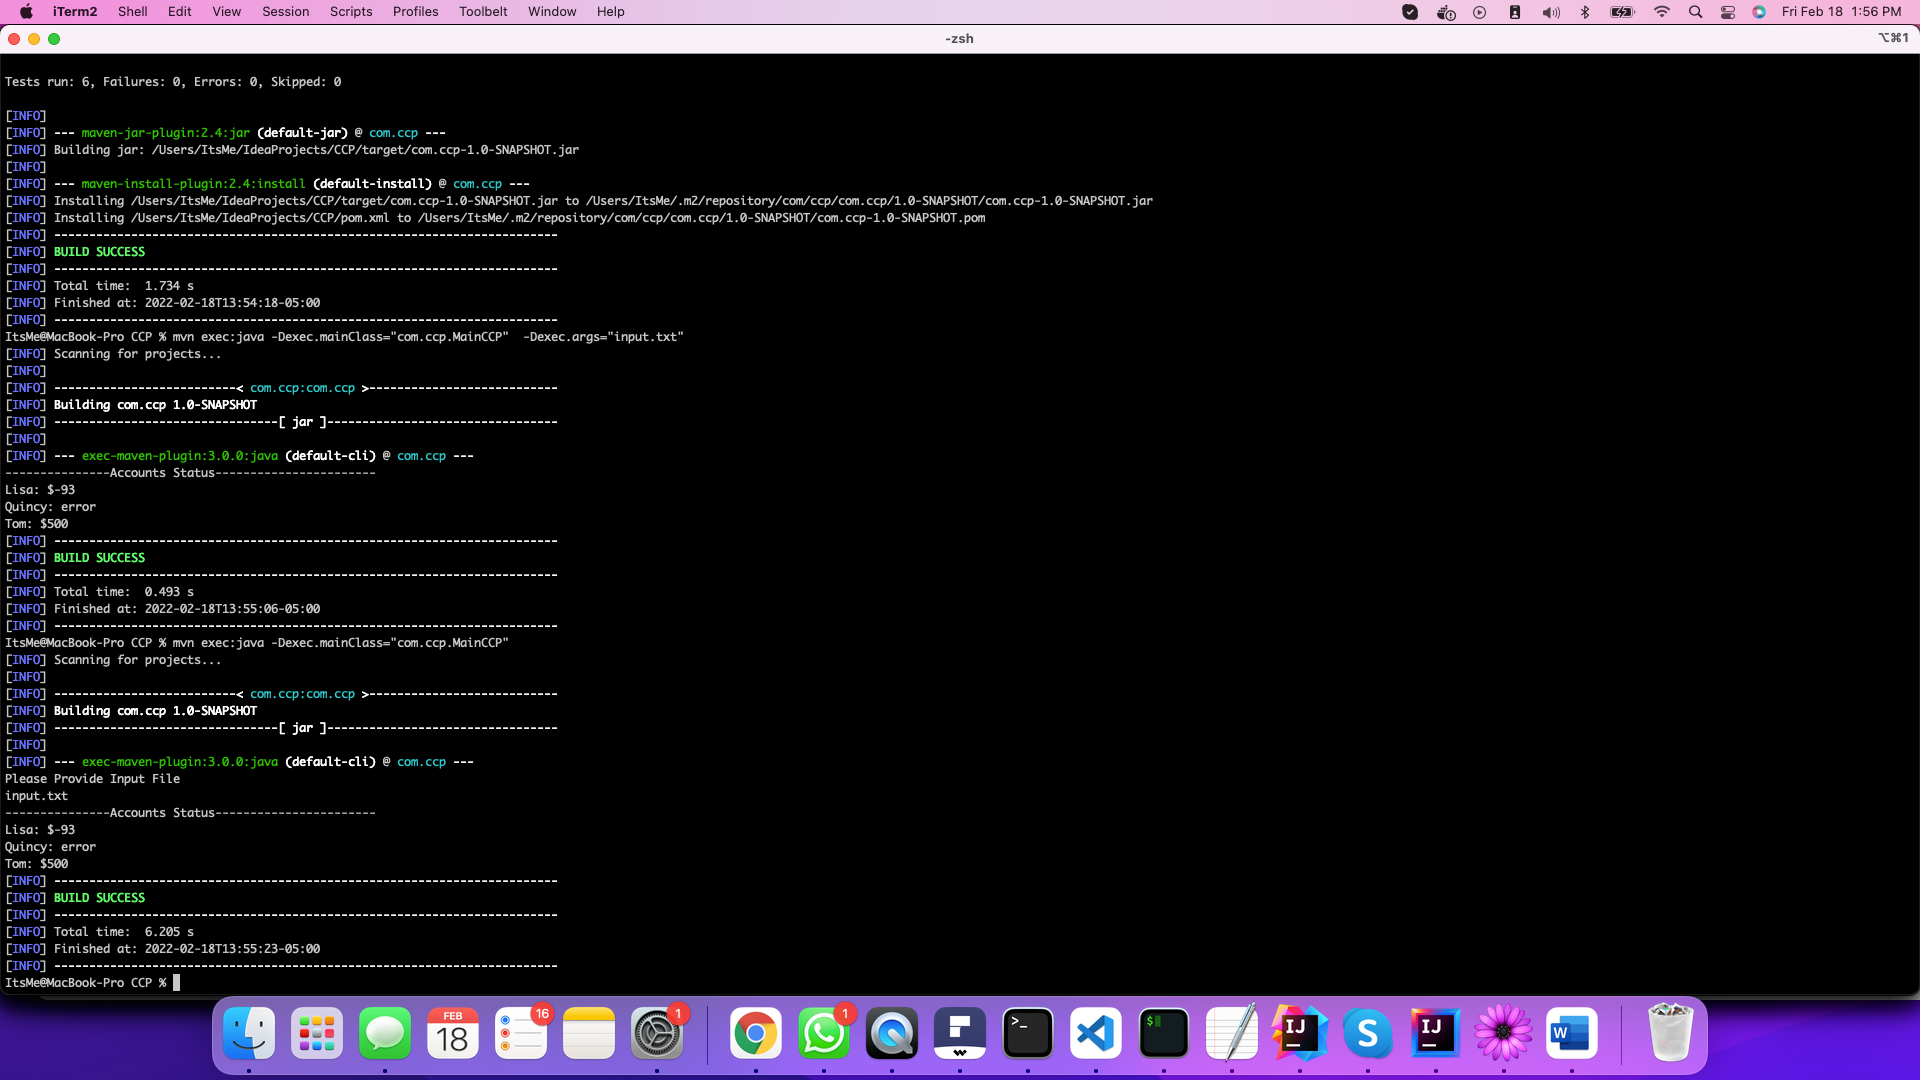 iTerm2 Shell Edit View Session Scripts Profiles Toolbelt Window Help Fri Feb 18 1:56 PM
-zsh ⌥⌘1
Tests run: 6, Failures: 0, Errors: 0, Skipped: 0
[INFO]
[INFO] --- maven-jar-plugin:2.4:jar (default-jar) @ com.ccp ---
[INFO] Building jar: /Users/ItsMe/IdeaProjects/CCP/target/com.ccp-1.0-SNAPSHOT.jar
[INFO]
[INFO] --- maven-install-plugin:2.4:install (default-install) @ com.ccp ---
[INFO] Installing /Users/ItsMe/IdeaProjects/CCP/target/com.ccp-1.0-SNAPSHOT.jar to /Users/ItsMe/.m2/repository/com/ccp/com.ccp/1.0-SNAPSHOT/com.ccp-1.0-SNAPSHOT.jar
[INFO] Installing /Users/ItsMe/IdeaProjects/CCP/pom.xml to /Users/ItsMe/.m2/repository/com/ccp/com.ccp/1.0-SNAPSHOT/com.ccp-1.0-SNAPSHOT.pom
[INFO] ------------------------------------------------------------------------
[INFO] BUILD SUCCESS
[INFO] ------------------------------------------------------------------------
[INFO] Total time:  1.734 s
[INFO] Finished at: 2022-02-18T13:54:18-05:00
[INFO] ------------------------------------------------------------------------
ItsMe@MacBook-Pro CCP % mvn exec:java -Dexec.mainClass="com.ccp.MainCCP"  -Dexec.args="input.txt"
[INFO] Scanning for projects...
[INFO]
[INFO] --------------------------< com.ccp:com.ccp >---------------------------
[INFO] Building com.ccp 1.0-SNAPSHOT
[INFO] --------------------------------[ jar ]---------------------------------
[INFO]
[INFO] --- exec-maven-plugin:3.0.0:java (default-cli) @ com.ccp ---
---------------Accounts Status-----------------------
Lisa: $-93
Quincy: error
Tom: $500
[INFO] ------------------------------------------------------------------------
[INFO] BUILD SUCCESS
[INFO] ------------------------------------------------------------------------
[INFO] Total time:  0.493 s
[INFO] Finished at: 2022-02-18T13:55:06-05:00
[INFO] ------------------------------------------------------------------------
ItsMe@MacBook-Pro CCP % mvn exec:java -Dexec.mainClass="com.ccp.MainCCP"
[INFO] Scanning for projects...
[INFO]
[INFO] --------------------------< com.ccp:com.ccp >---------------------------
[INFO] Building com.ccp 1.0-SNAPSHOT
[INFO] --------------------------------[ jar ]---------------------------------
[INFO]
[INFO] --- exec-maven-plugin:3.0.0:java (default-cli) @ com.ccp ---
Please Provide Input File
input.txt
---------------Accounts Status-----------------------
Lisa: $-93
Quincy: error
Tom: $500
[INFO] ------------------------------------------------------------------------
[INFO] BUILD SUCCESS
[INFO] ------------------------------------------------------------------------
[INFO] Total time:  6.205 s
[INFO] Finished at: 2022-02-18T13:55:23-05:00
[INFO] ------------------------------------------------------------------------
ItsMe@MacBook-Pro CCP %
16 1 1
FEB
18 >_ $ IJ S IJ W